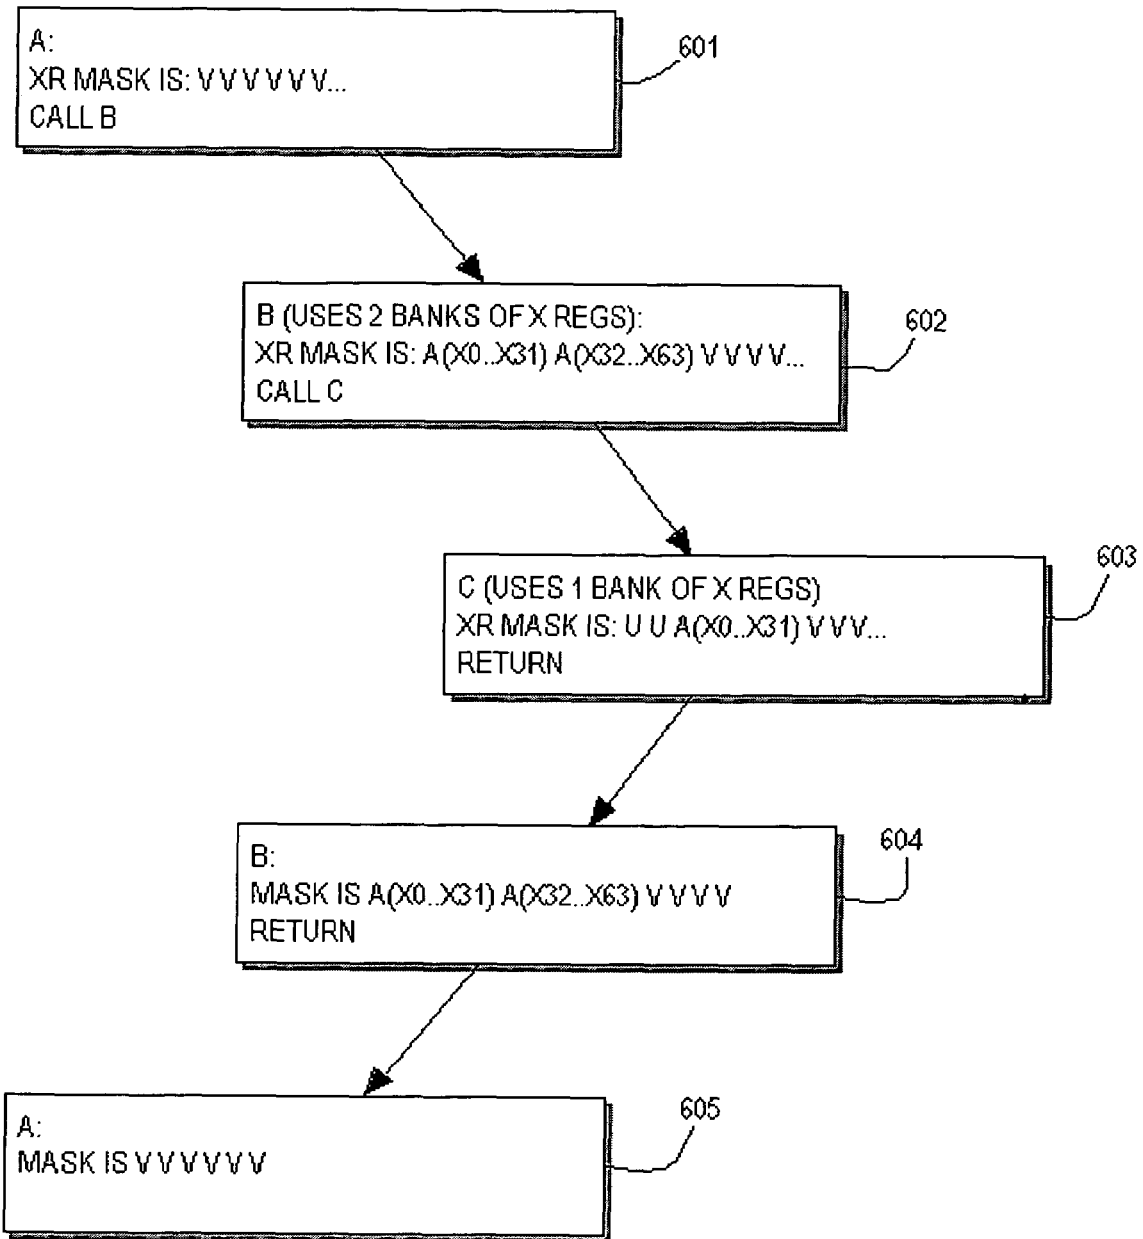 A:
XR MASK IS: V V V V V V...
CALL B
601
B (USES 2 BANKS OF X REGS):
XR MASK IS: A(X0..X31) A(X32..X63) V V V V...
CALL C
602
C (USES 1 BANK OF X REGS)
XR MASK IS: U U A(X0..X31) V V V...
RETURN
603
B:
MASK IS A(X0..X31) A(X32..X63) V V V V
RETURN
604
A:
MASK IS V V V V V V
605